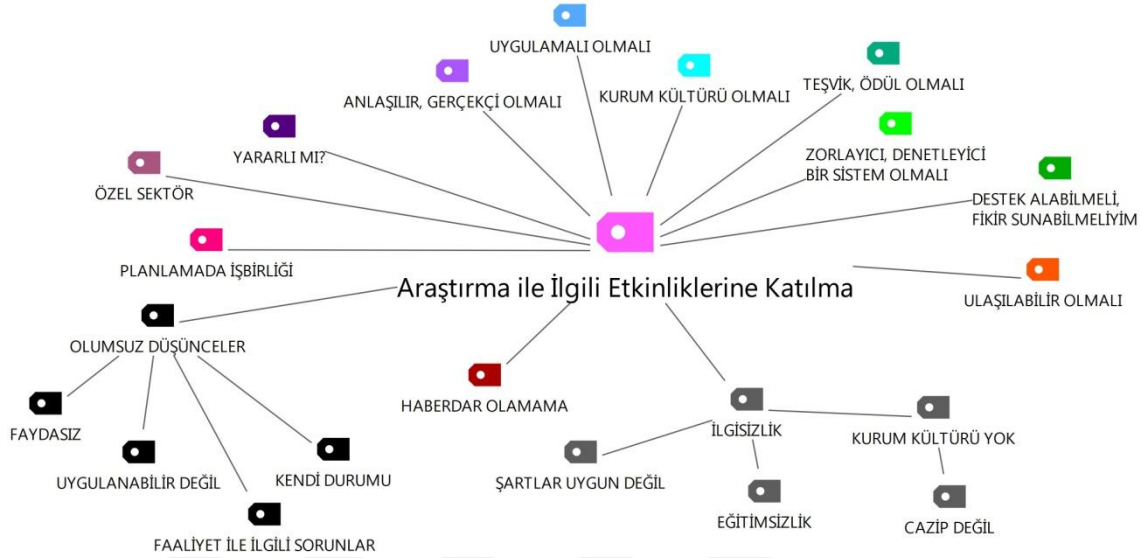 UYGULAMALI OLMALI
ANLAŞILIR, GERÇEKÇİ OLMALI
KURUM KÜLTÜRÜ OLMALI
TEŞVİK, ÖDÜL OLMALI
YARARLI MI?
ZORLAYICI, DENETLEYİCİ
BİR SİSTEM OLMALI
ÖZEL SEKTÖR
DESTEK ALABİLMELİ,
FİKİR SUNABİLMELİYİM
PLANLAMADA İŞBİRLİĞİ
Araştırma ile İlgili Etkinliklerine Katılma
ULAŞILABİLİR OLMALI
OLUMSUZ DÜŞÜNCELER
HABERDAR OLAMAMA
İLGİSİZLİK
KURUM KÜLTÜRÜ YOK
FAYDASIZ
UYGULANABİLİR DEĞİL
KENDİ DURUMU
ŞARTLAR UYGUN DEĞİL
EĞİTİMSİZLİK
CAZİP DEĞİL
FAALİYET İLE İLGİLİ SORUNLAR